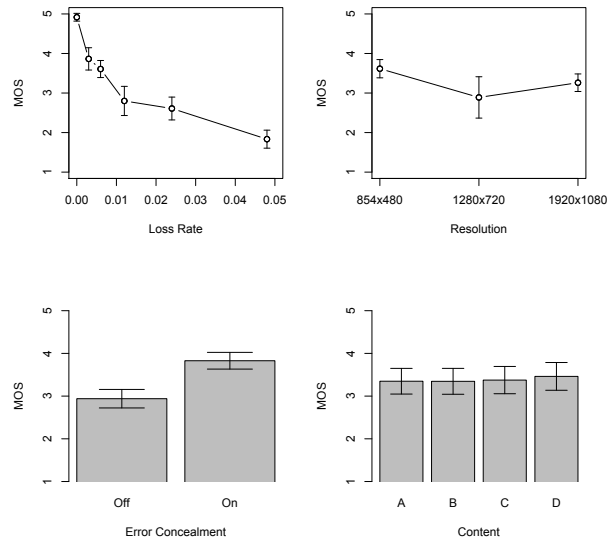 MOS
5
4
3
2
1
0.00 0.01 0.02 0.03 0.04 0.05
Loss Rate
MOS
5
4
3
2
1
854x480 1280x720 1920x1080
Resolution
MOS
5
4
3
2
1
Off On
Error Concealment
MOS
5
4
3
2
1
A B C D
Content